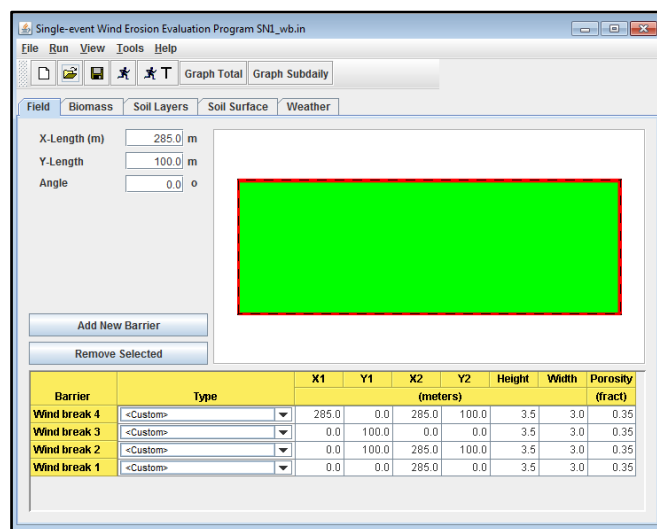 Single-event Wind Erosion Evaluation Program SN1_wb.in
File Run View Tools Help
T Graph Total Graph Subdaily
Field Biomass Soil Layers Soil Surface Weather
X-Length (m) 285.0 m
Y-Length 100.0 m
Angle 0.0 o
Add New Barrier
Remove Selected
X1 Y1 X2 Y2 Height Width Porosity
Barrier Type (meters) (fract)
Wind break 4 <Custom> 285.0 0.0 285.0 100.0 3.5 3.0 0.35
Wind break 3 <Custom> 0.0 100.0 0.0 0.0 3.5 3.0 0.35
Wind break 2 <Custom> 0.0 100.0 285.0 100.0 3.5 3.0 0.35
Wind break 1 <Custom> 0.0 0.0 285.0 0.0 3.5 3.0 0.35